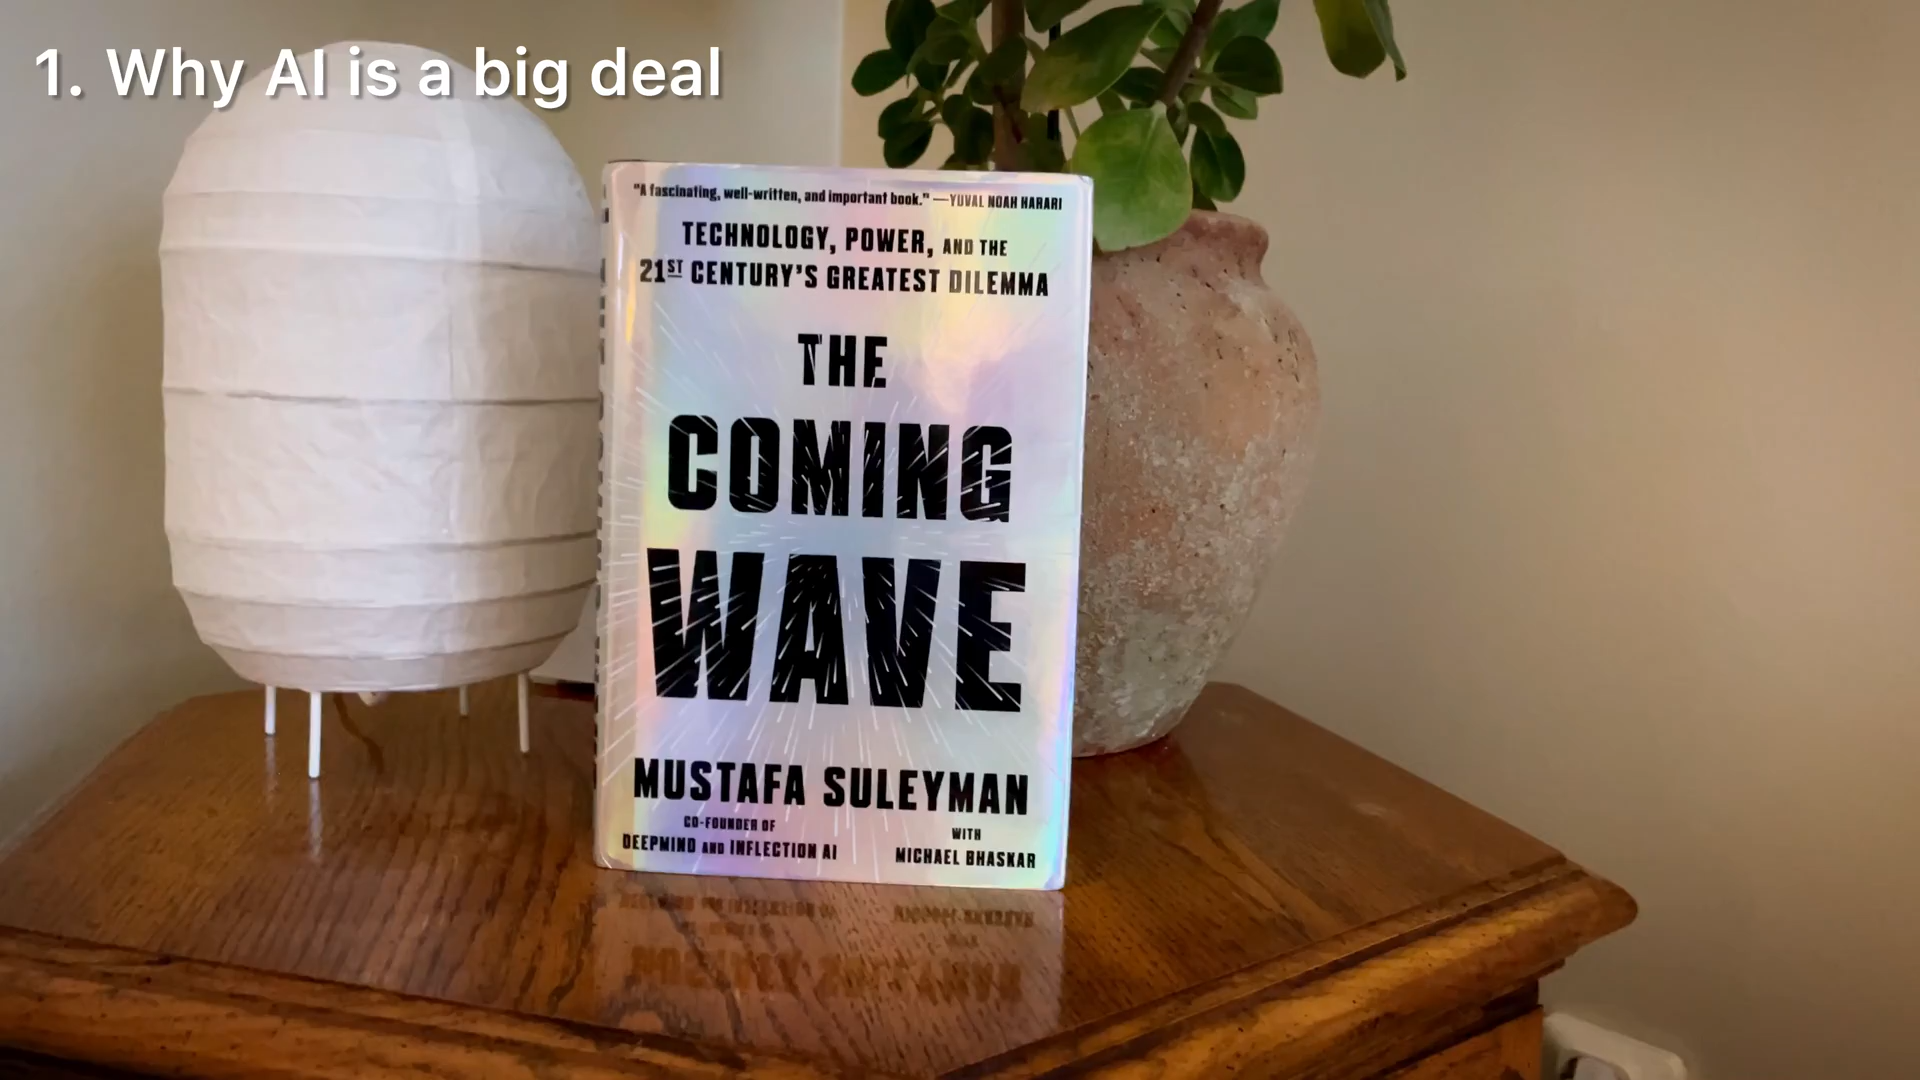 1. Why AI is a big deal
"A fascinating, well-written, and important book." —YUVAL NOAH HARARI
TECHNOLOGY, POWER, AND THE
21ST CENTURY'S GREATEST DILEMMA
THE
COMING
WAVE
MUSTAFA SULEYMAN
CO-FOUNDER OF
DEEPMIND AND INFLECTION AI
WITH
MICHAEL BHASKAR